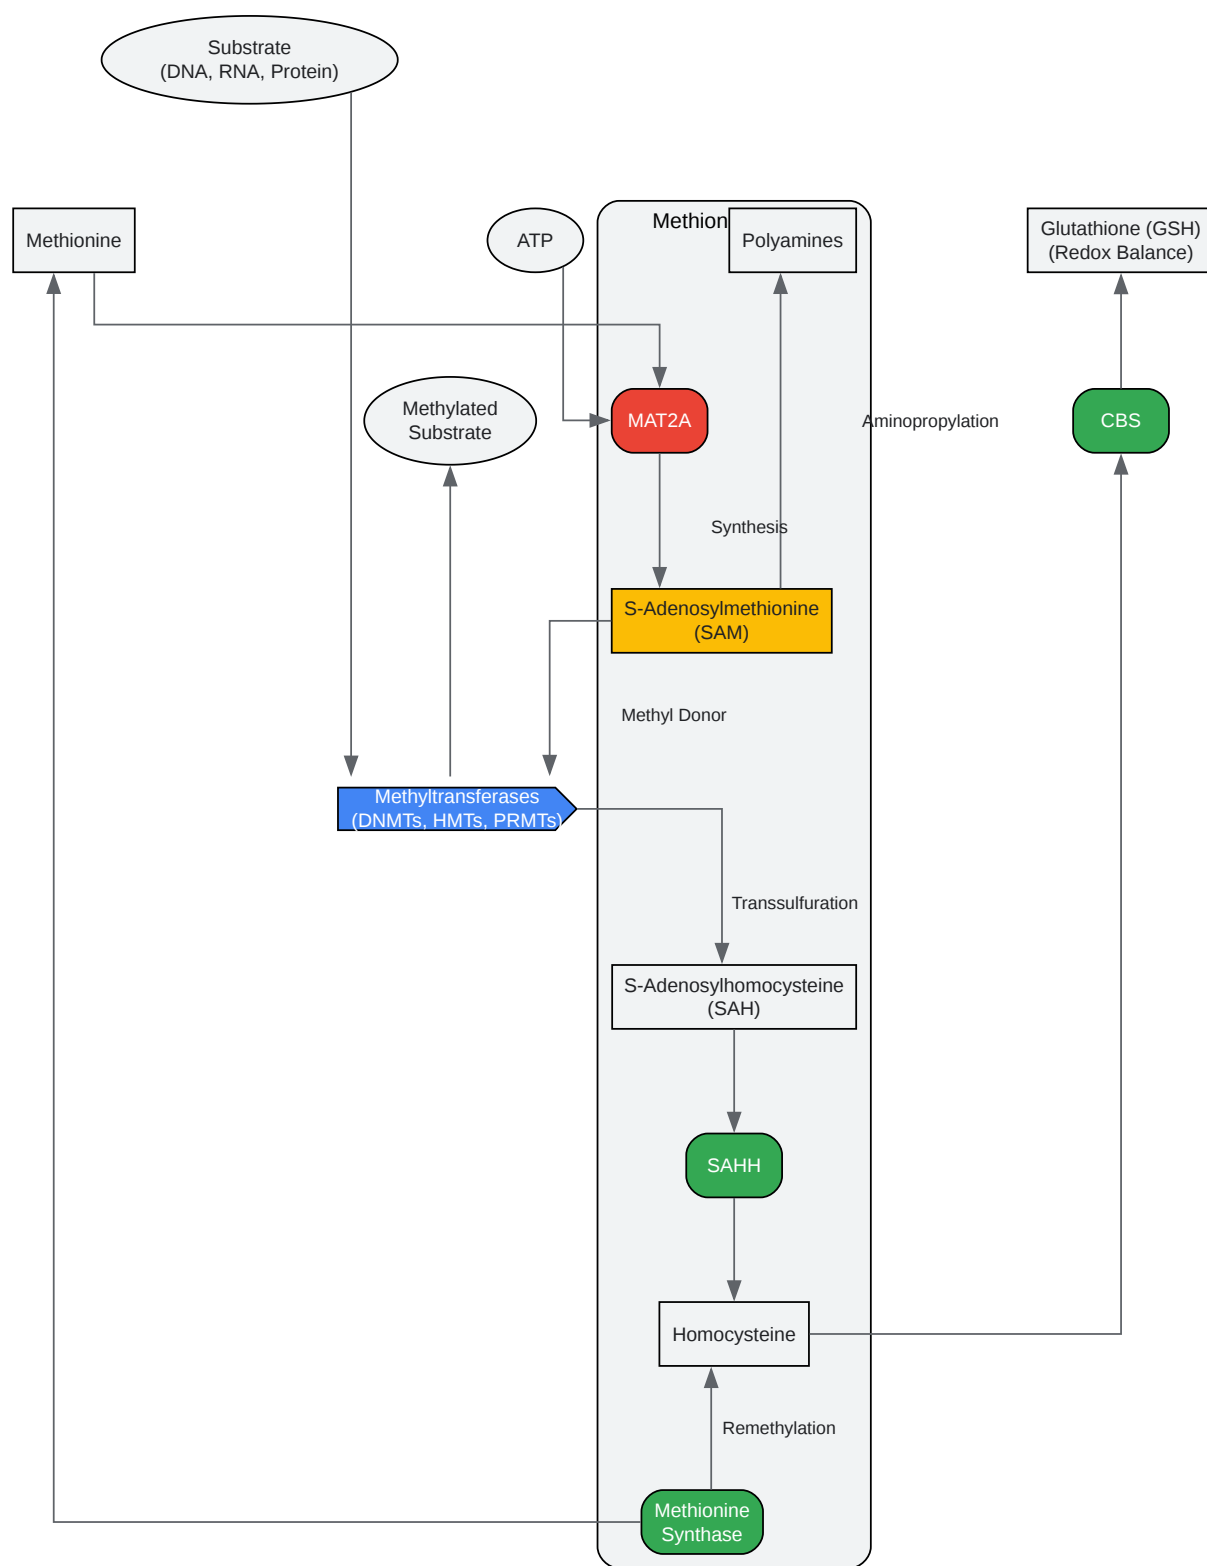 Substrate
(DNA, RNA, Protein)
Methionine
ATP
Methion
Polyamines
Glutathione (GSH)
(Redox Balance)
Methylated
Substrate
MAT2A
Aminopropylation
CBS
Synthesis
S-Adenosylmethionine
(SAM)
Methyl Donor
Methyltransferases
(DNMTs, HMTs, PRMTs)
Transsulfuration
S-Adenosylhomocysteine
(SAH)
SAHH
Homocysteine
Remethylation
Methionine
Synthase